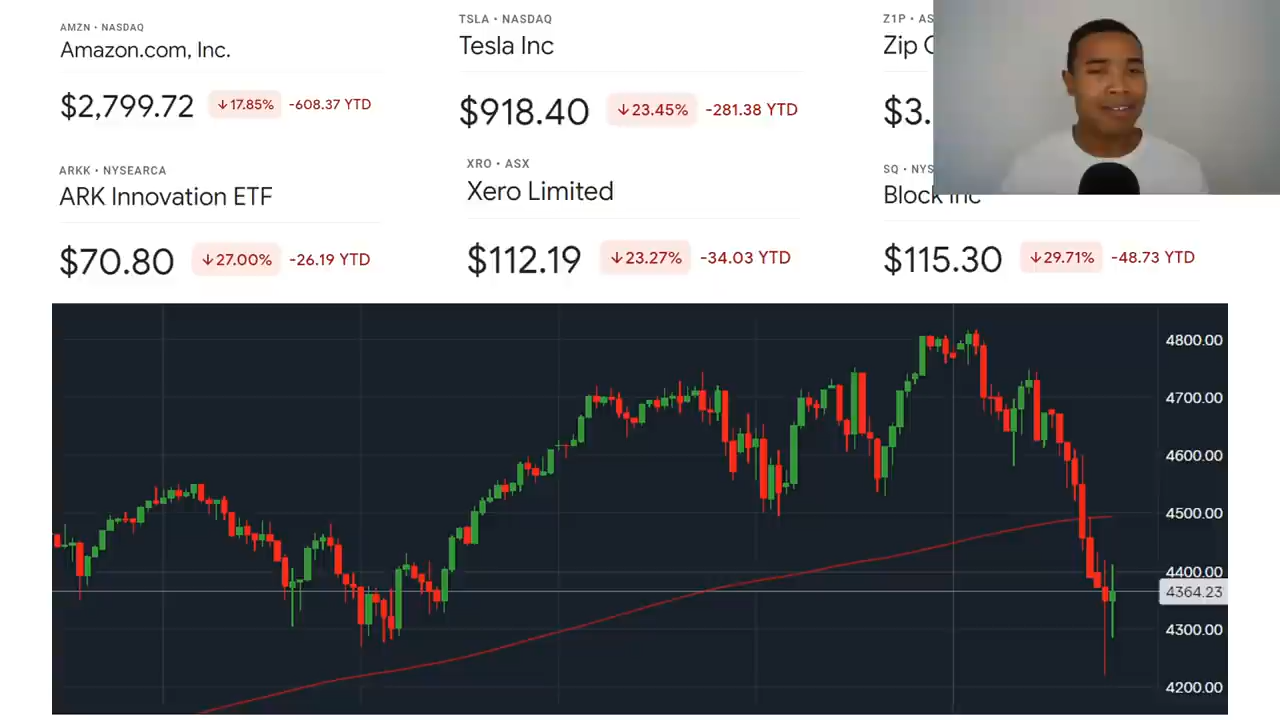 AMZN • NASDAQ
Amazon.com, Inc.
$2,799.72 ↓17.85% -608.37 YTD
TSLA • NASDAQ
Tesla Inc
$918.40 ↓23.45% -281.38 YTD
Z1P • AS
Zip
$3.
ARKK • NYSEARCA
ARK Innovation ETF
$70.80 ↓27.00% -26.19 YTD
XRO • ASX
Xero Limited
$112.19 ↓23.27% -34.03 YTD
SQ • NYS
Block Inc
$115.30 ↓29.71% -48.73 YTD
4800.00
4700.00
4600.00
4500.00
4400.00
4364.23
4300.00
4200.00